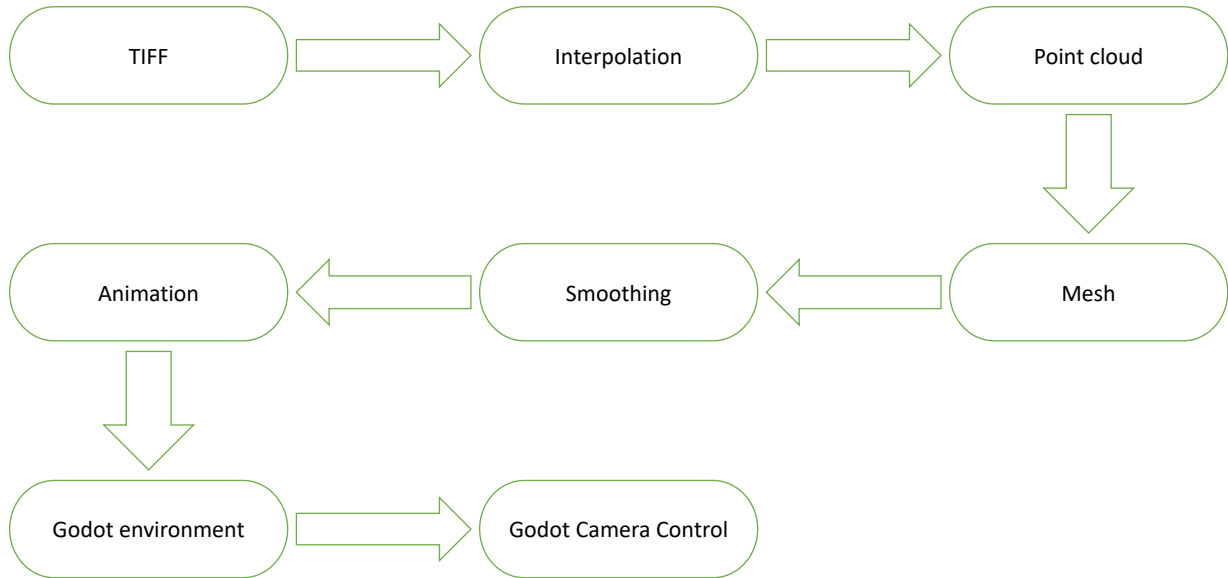 TIFF
Interpolation
Point cloud
Mesh
Smoothing
Animation
Godot environment
Godot Camera Control